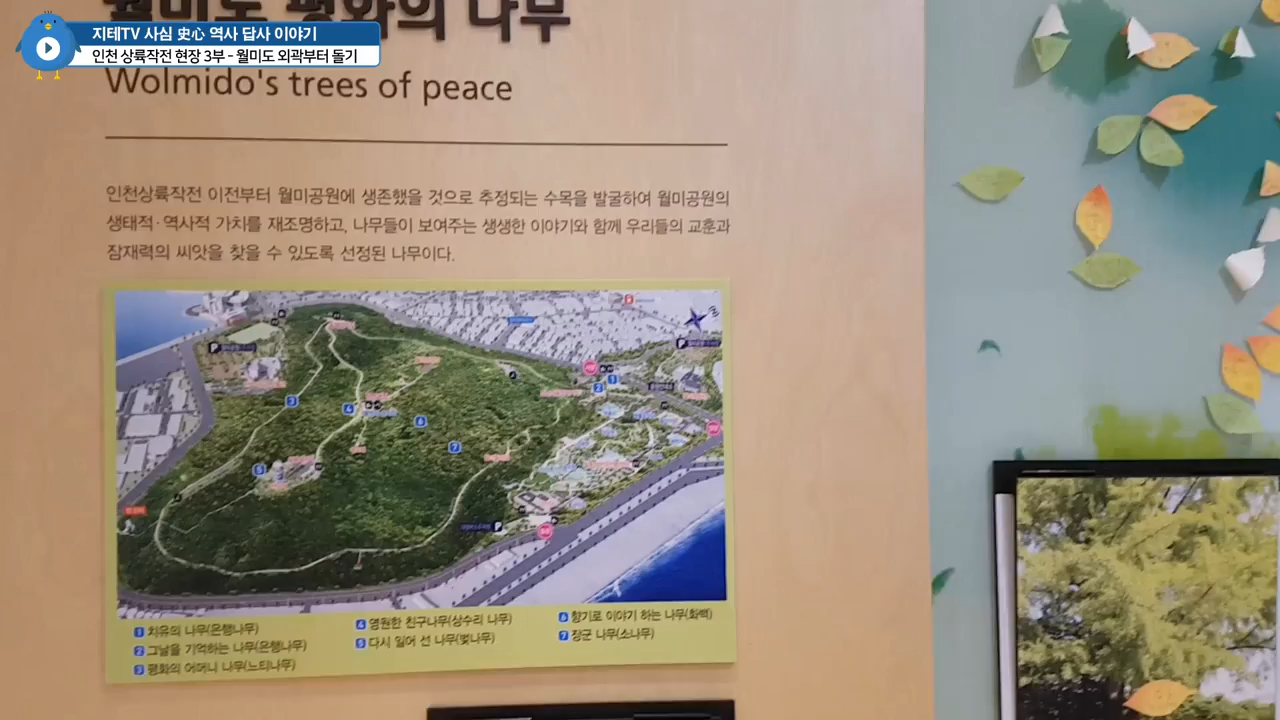 지테TV 사심 史心 역사 답사 이야기
인천 상륙작전 현장 3부 - 월미도 외곽부터 돌기
월미도 평화의 나무
Wolmido's trees of peace
인천상륙작전 이전부터 월미공원에 생존했을 것으로 추정되는 수목을 발굴하여 월미공원의
생태적·역사적 가치를 재조명하고, 나무들이 보여주는 생생한 이야기와 함께 우리들의 교훈과
잠재력의 씨앗을 찾을 수 있도록 선정된 나무이다.
1 치유의 나무(은행나무)
2 그날을 기억하는 나무(은행나무)
3 평화의 어머니 나무(느티나무)
4 영원한 친구나무(상수리 나무)
5 다시 일어 선 나무(벚나무)
6 향기로 이야기 하는 나무(화백)
7 장군 나무(소나무)